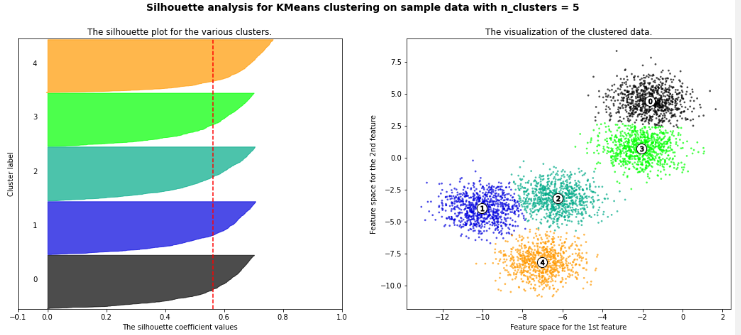 Silhouette analysis for KMeans clustering on sample data with n_clusters = 5
The silhouette plot for the various clusters.
Cluster label
4
3
2
1
0
−0.1 0.0 0.2 0.4 0.6 0.8 1.0
The silhouette coefficient values
The visualization of the clustered data.
Feature space for the 2nd feature
7.5
5.0
2.5
0.0
−2.5
−5.0
−7.5
−10.0
0
3
2
1
4
−12 −10 −8 −6 −4 −2 0 2
Feature space for the 1st feature